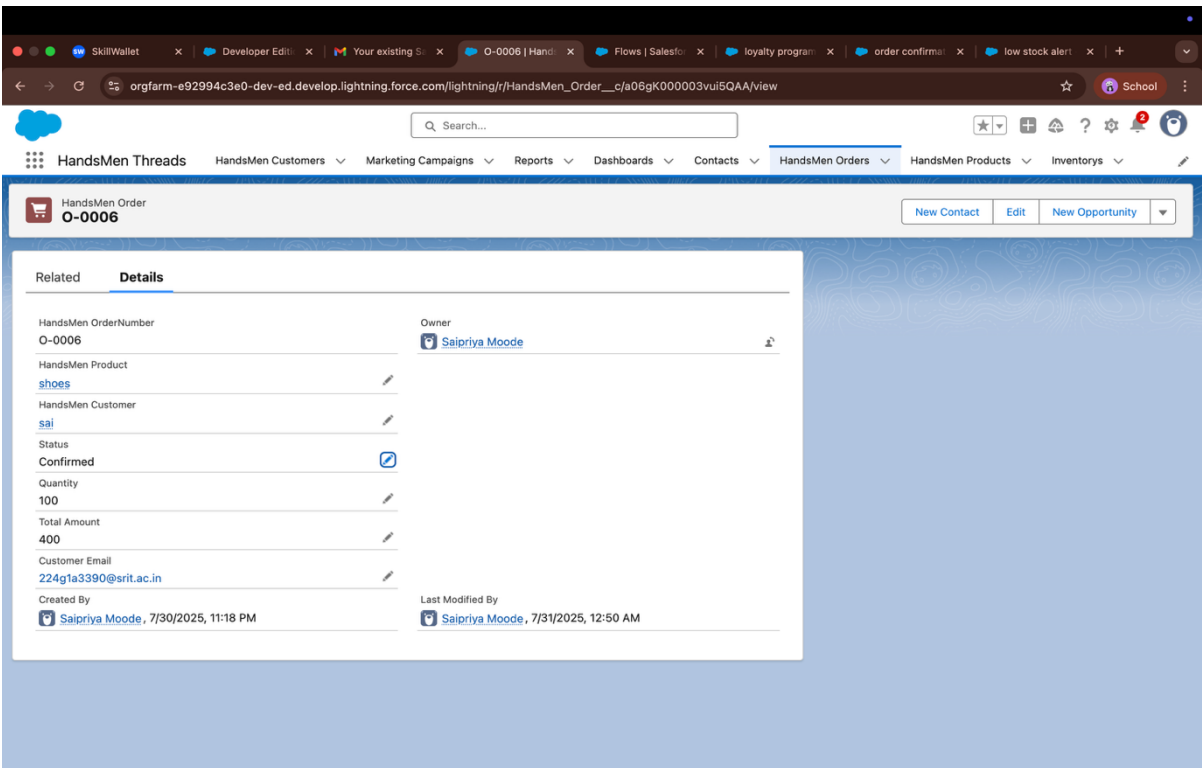 SW SkillWallet
Developer Editi
Your existing Sa
O-0006 | Hands
Flows | Salesfor
loyalty program
order confirmat
low stock alert
orgfarm-e92994c3e0-dev-ed.develop.lightning.force.com/lightning/r/HandsMen_Order__c/a06gK000003vui5QAA/view
School
Search...
2
HandsMen Threads HandsMen Customers Marketing Campaigns Reports Dashboards Contacts HandsMen Orders HandsMen Products Inventorys
HandsMen Order
O-0006
New Contact Edit New Opportunity
Related Details
HandsMen OrderNumber
O-0006
Owner
Saipriya Moode
HandsMen Product
shoes
HandsMen Customer
sai
Status
Confirmed
Quantity
100
Total Amount
400
Customer Email
224g1a3390@srit.ac.in
Created By
Saipriya Moode, 7/30/2025, 11:18 PM
Last Modified By
Saipriya Moode, 7/31/2025, 12:50 AM